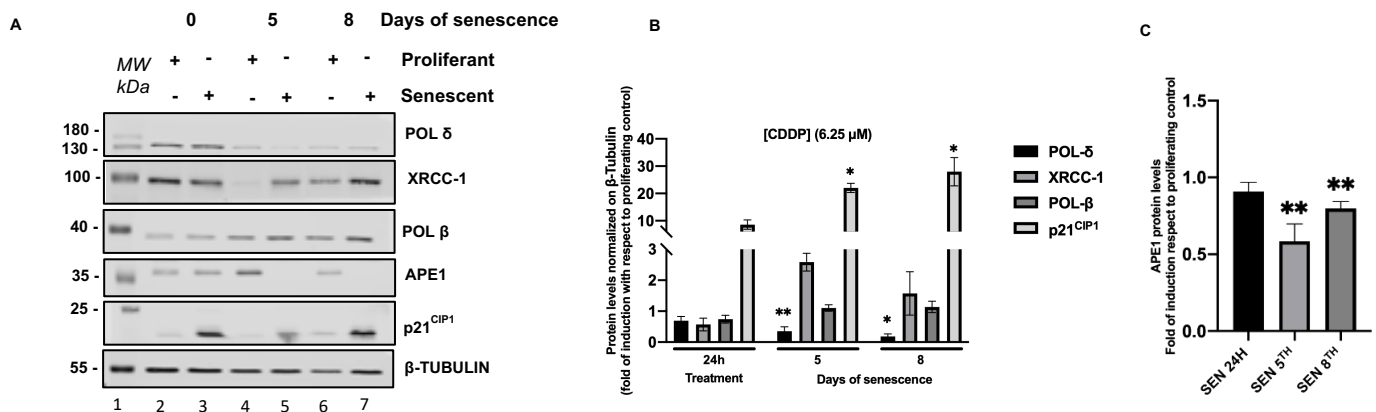 A
0 5 8 Days of senescence
MW
kDa
+ - + - + - Proliferant
- + - + - + Senescent
180 -
130 -
POL δ
100 -
XRCC-1
40 -
POL β
35 -
APE1
25 -
p21CIP1
55 -
β-TUBULIN
1 2 3 4 5 6 7
B
Protein levels normalized on β-Tubulin
(fold of induction with respect to proliferating control)
[CDDP] (6.25 µM)
40
30
20
10
3
2
1
0
**
*
*
*
24h 5 8
Treatment Days of senescence
POL-δ
XRCC-1
POL-β
p21CIP1
C
APE1 protein levels
Fold of induction respect to proliferating control)
1.5
1.0
0.5
0.0
**
**
SEN 24H
SEN 5TH
SEN 8TH